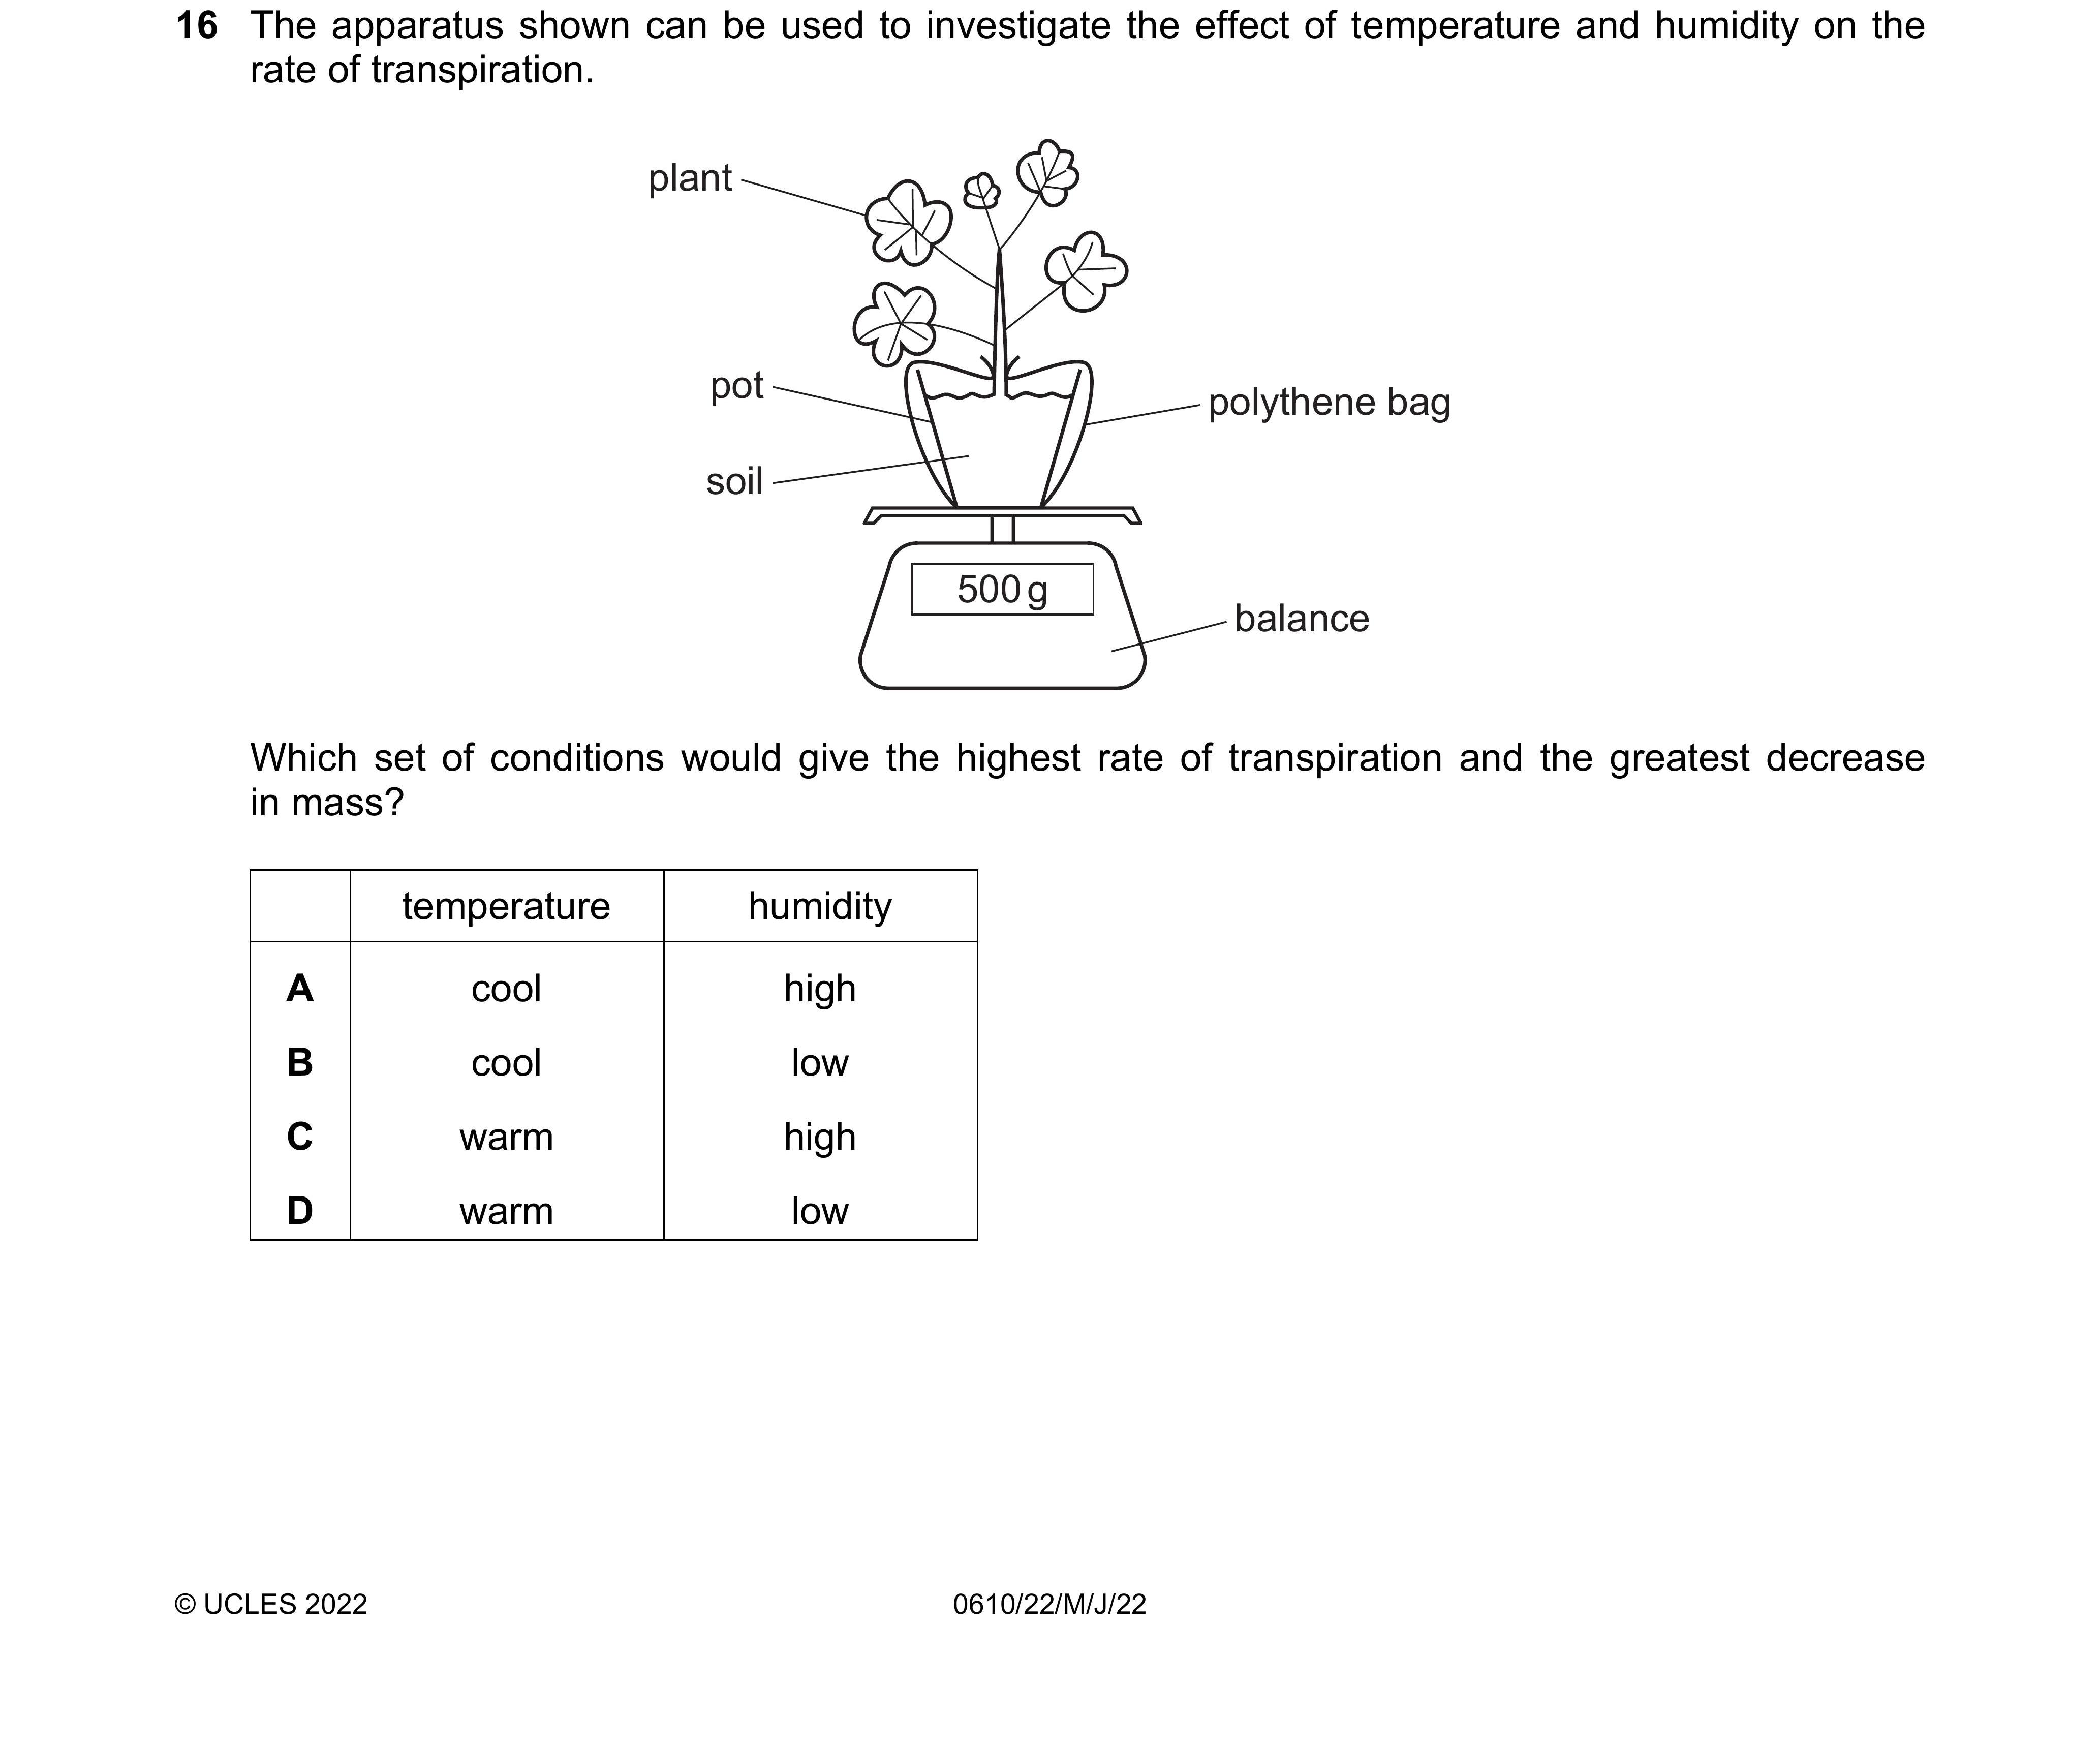 16 The apparatus shown can be used to investigate the effect of temperature and humidity on the
rate of transpiration.
plant
pot
polythene bag
soil
500 g
balance
Which set of conditions would give the highest rate of transpiration and the greatest decrease
in mass?
temperature humidity
A cool high
B cool low
C warm high
D warm low
© UCLES 2022 0610/22/M/J/22